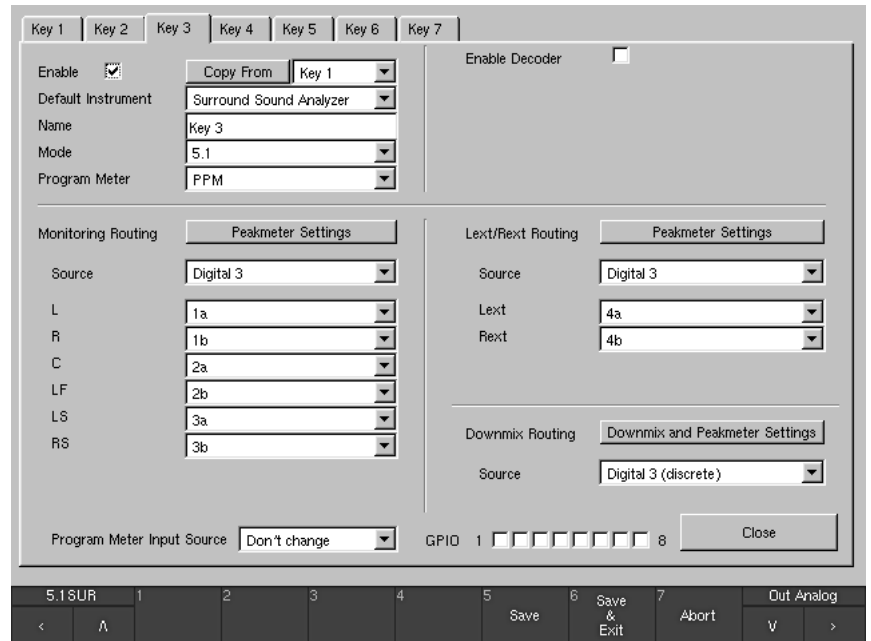 Key 1 Key 2 Key 3 Key 4 Key 5 Key 6 Key 7
Enable Copy From Key 1
Default Instrument Surround Sound Analyzer
Name Key 3
Mode 5.1
Program Meter PPM
Enable Decoder
Monitoring Routing Peakmeter Settings
Source Digital 3
L 1a
R 1b
C 2a
LF 2b
LS 3a
RS 3b
Lext/Rext Routing Peakmeter Settings
Source Digital 3
Lext 4a
Rext 4b
Downmix Routing Downmix and Peakmeter Settings
Source Digital 3 (discrete)
Program Meter Input Source Don't change
GPIO 1 8
Close
5.1SUR 1 2 3 4 5 6 7 Out Analog
< Λ Save Save & Exit Abort V >